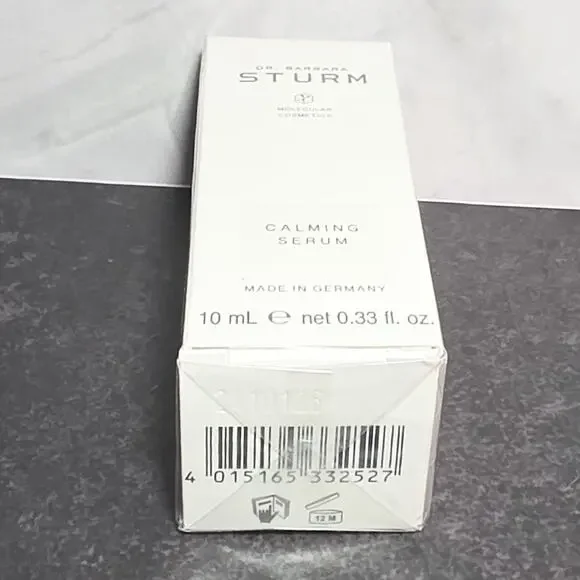 DR. BARBARA
STURM
MOLECULAR
COSMETICS
CALMING
SERUM
MADE IN GERMANY
10 mL ℮ net 0.33 fl. oz.
4 015165 332527
12 M